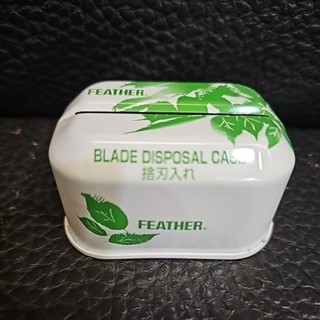 FEATHER
BLADE DISPOSAL CASE
捨刃入れ
FEATHER